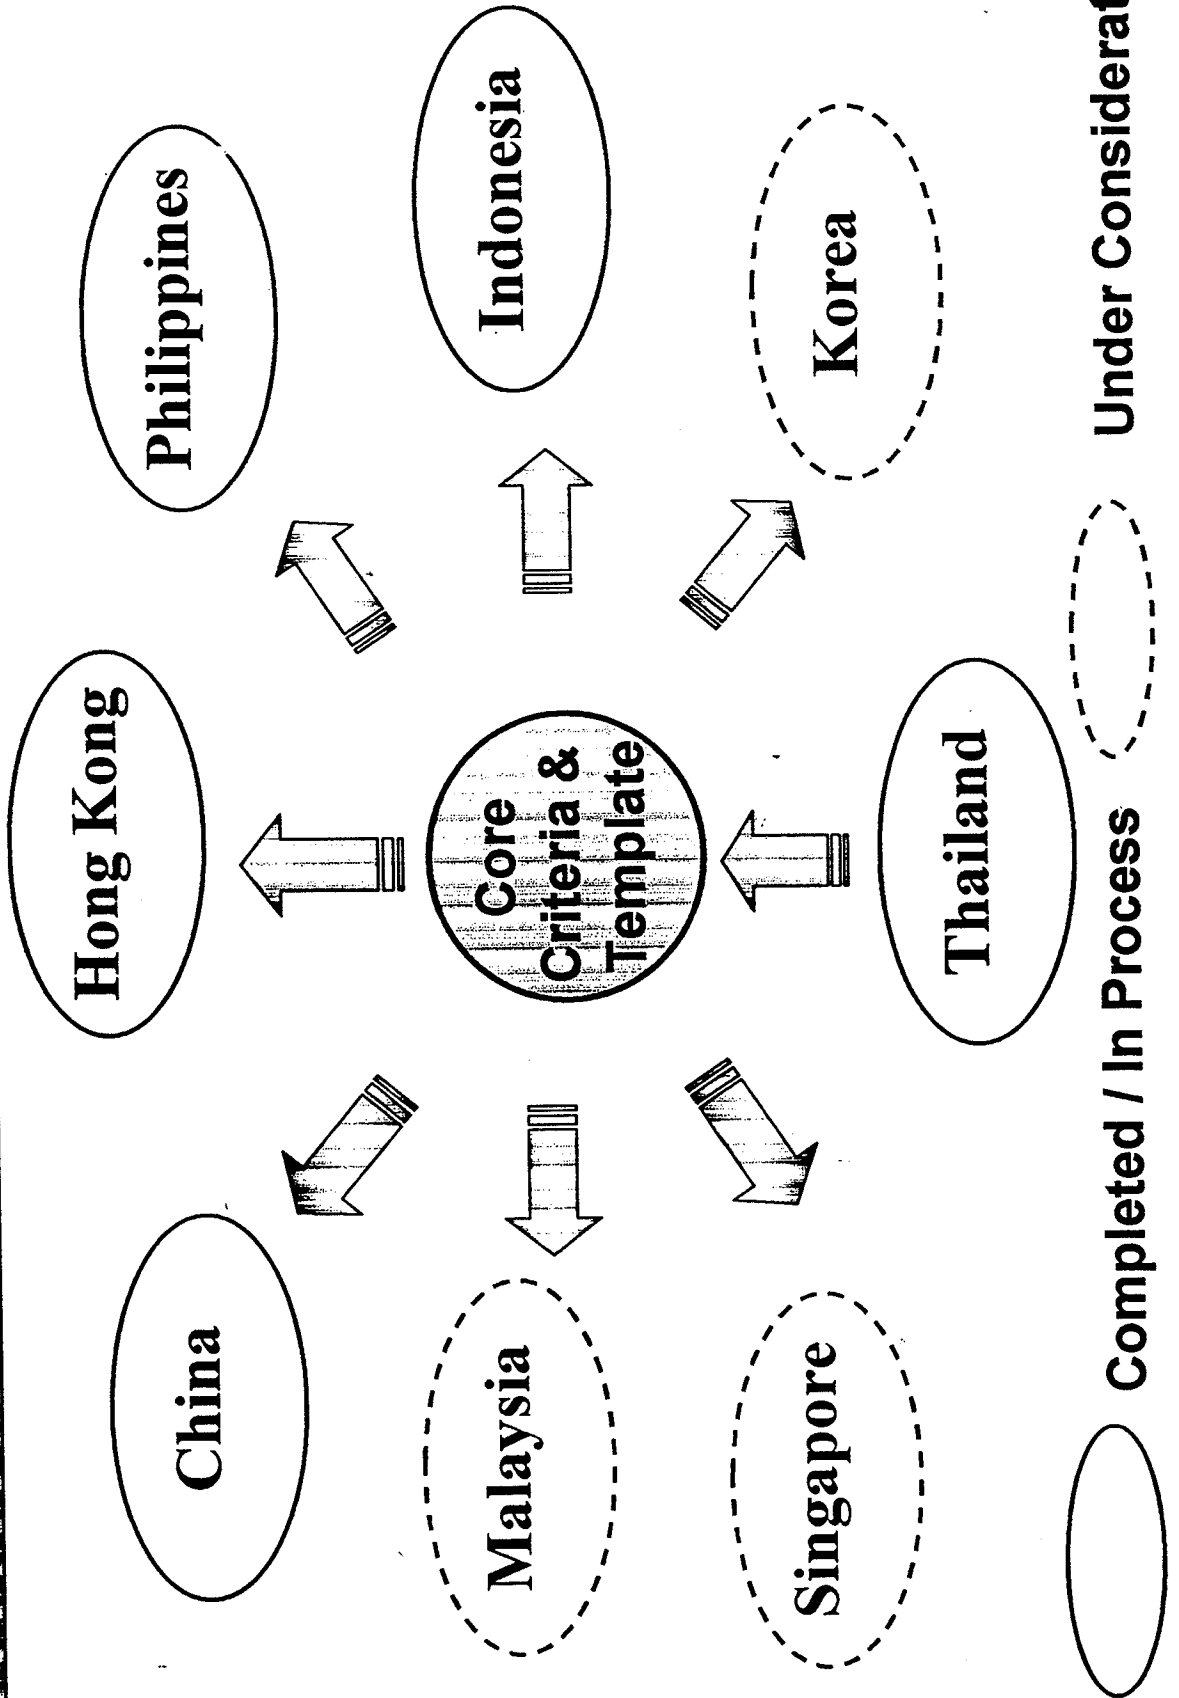 Hong Kong
China
Philippines
Core
Criteria &
Template
Malaysia
Indonesia
Singapore
Korea
Thailand
Completed / In Process
Under Considerat